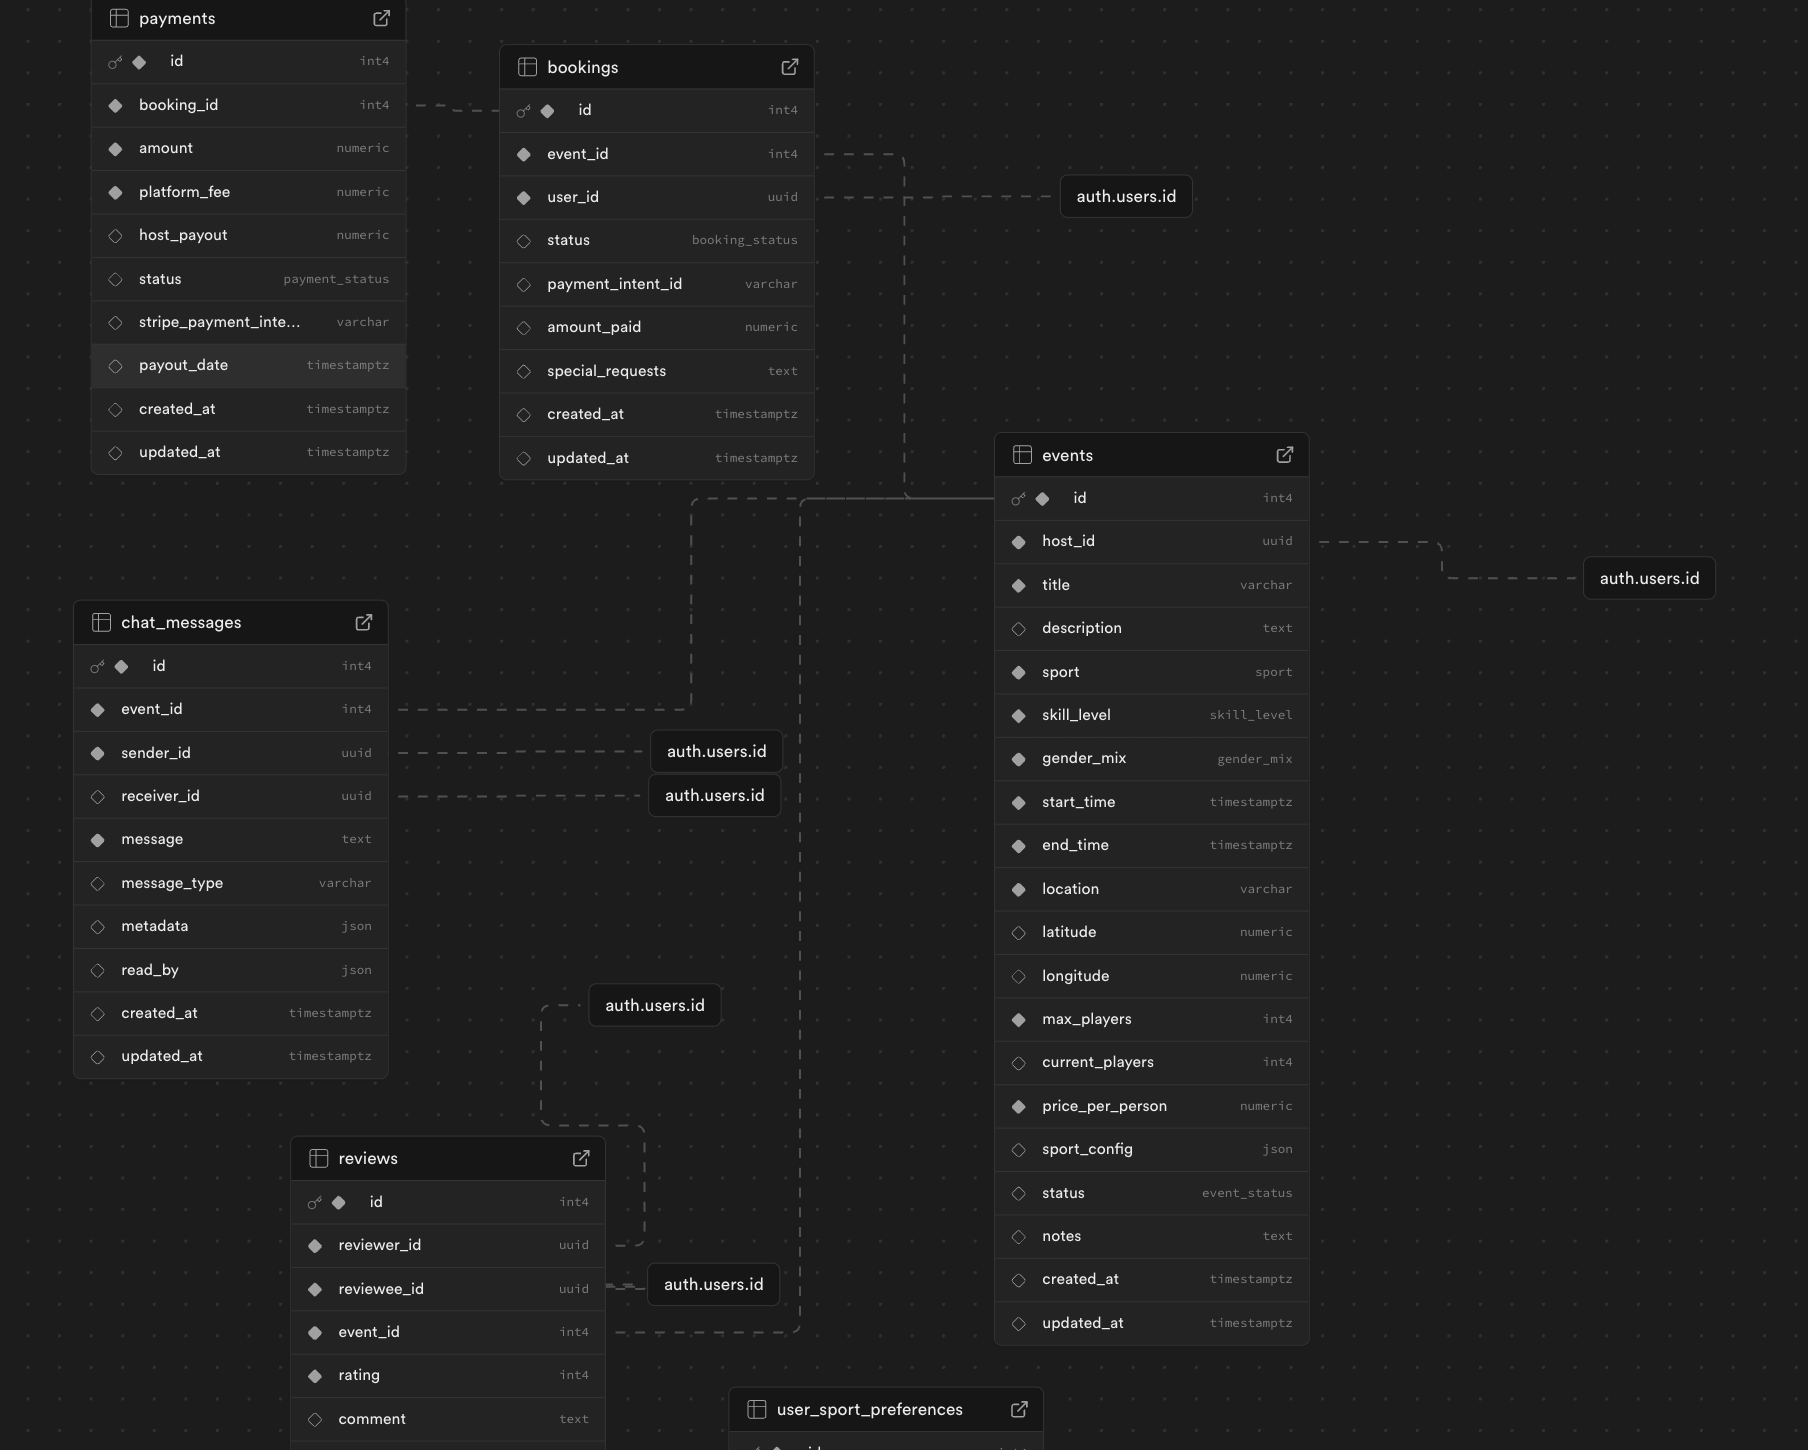 payments
id int4
booking_id int4
amount numeric
platform_fee numeric
host_payout numeric
status payment_status
stripe_payment_inte... varchar
payout_date timestamptz
created_at timestamptz
updated_at timestamptz
bookings
id int4
event_id int4
user_id uuid
status booking_status
payment_intent_id varchar
amount_paid numeric
special_requests text
created_at timestamptz
updated_at timestamptz
auth.users.id
events
id int4
host_id uuid
title varchar
description text
sport sport
skill_level skill_level
gender_mix gender_mix
start_time timestamptz
end_time timestamptz
location varchar
latitude numeric
longitude numeric
max_players int4
current_players int4
price_per_person numeric
sport_config json
status event_status
notes text
created_at timestamptz
updated_at timestamptz
auth.users.id
chat_messages
id int4
event_id int4
sender_id uuid
receiver_id uuid
message text
message_type varchar
metadata json
read_by json
created_at timestamptz
updated_at timestamptz
auth.users.id
auth.users.id
auth.users.id
reviews
id int4
reviewer_id uuid
reviewee_id uuid
event_id int4
rating int4
comment text
auth.users.id
user_sport_preferences